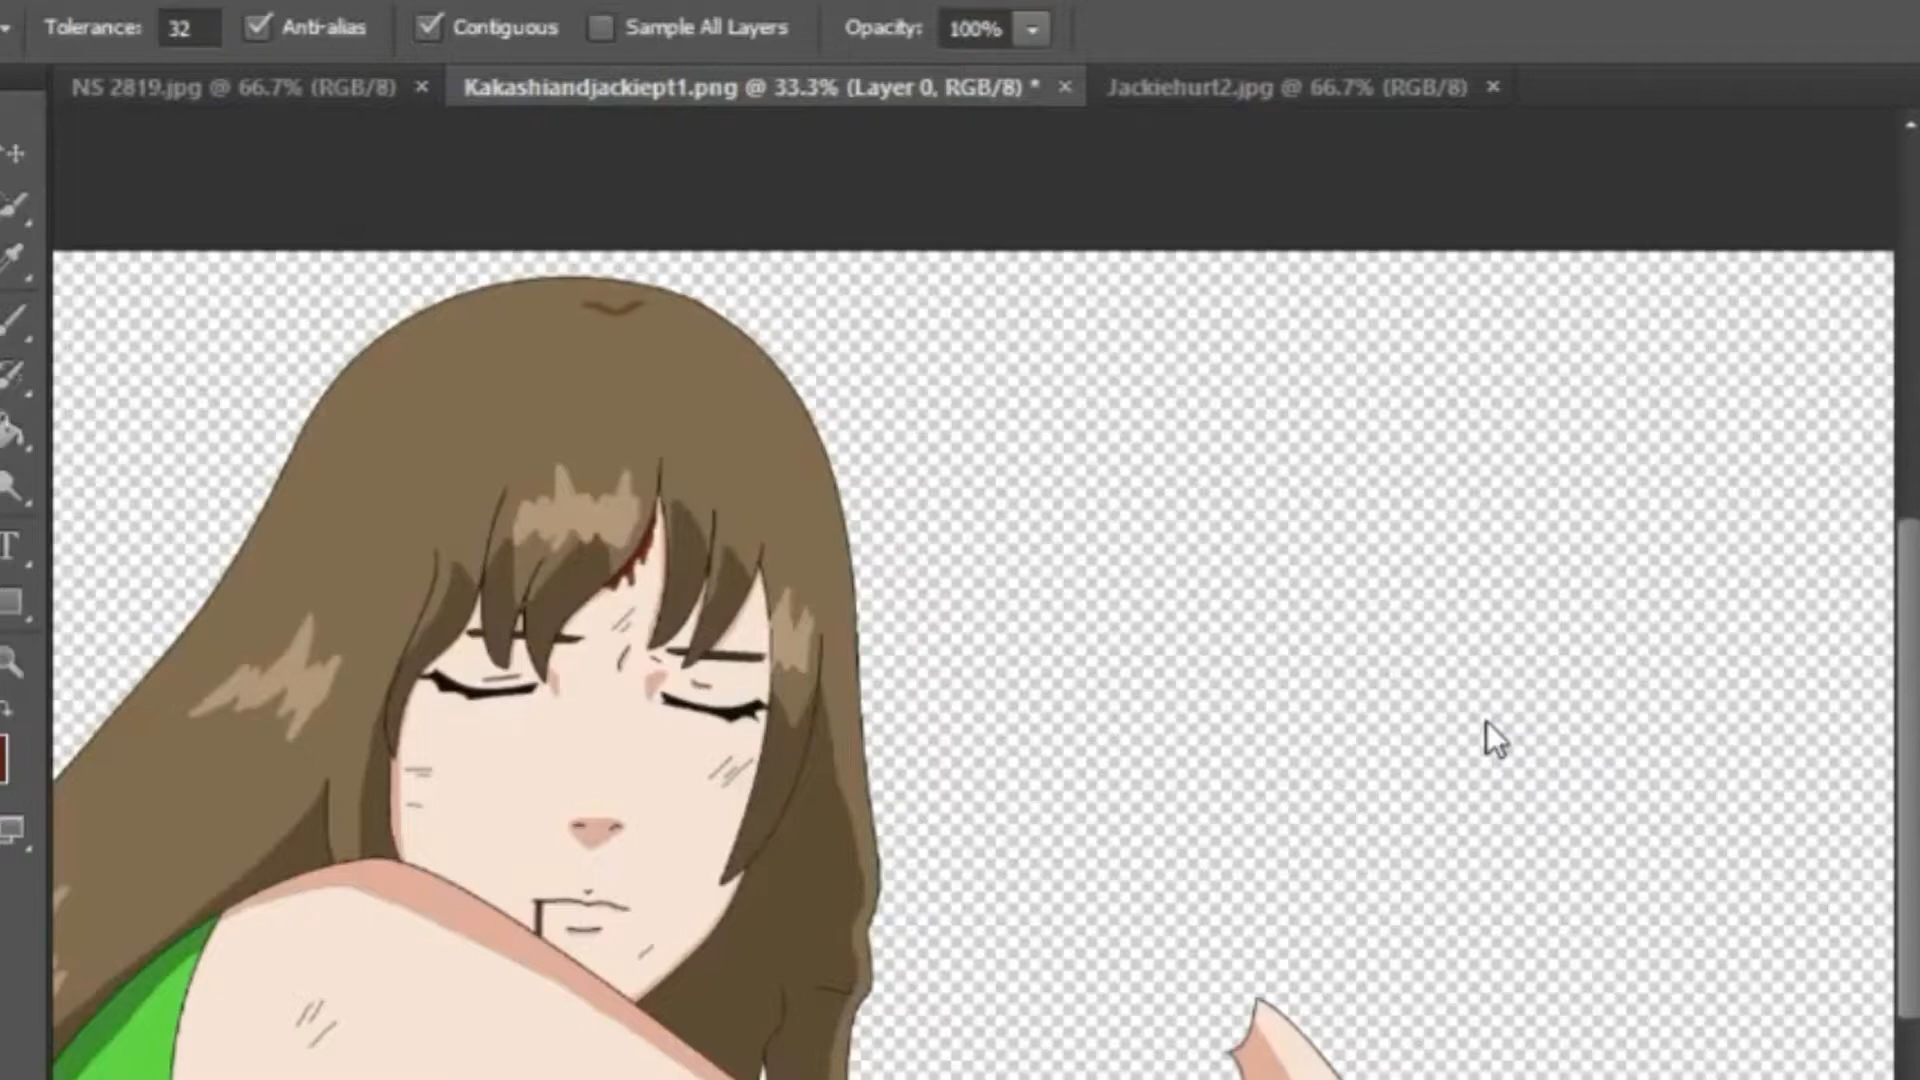 Tolerance: 32 Anti-alias Contiguous Sample All Layers Opacity: 100%
NS 2819.jpg @ 66.7% (RGB/8) × Kakashiandjackiept1.png @ 33.3% (Layer 0, RGB/8) * × Jackiehurt2.jpg @ 66.7% (RGB/8) ×
T